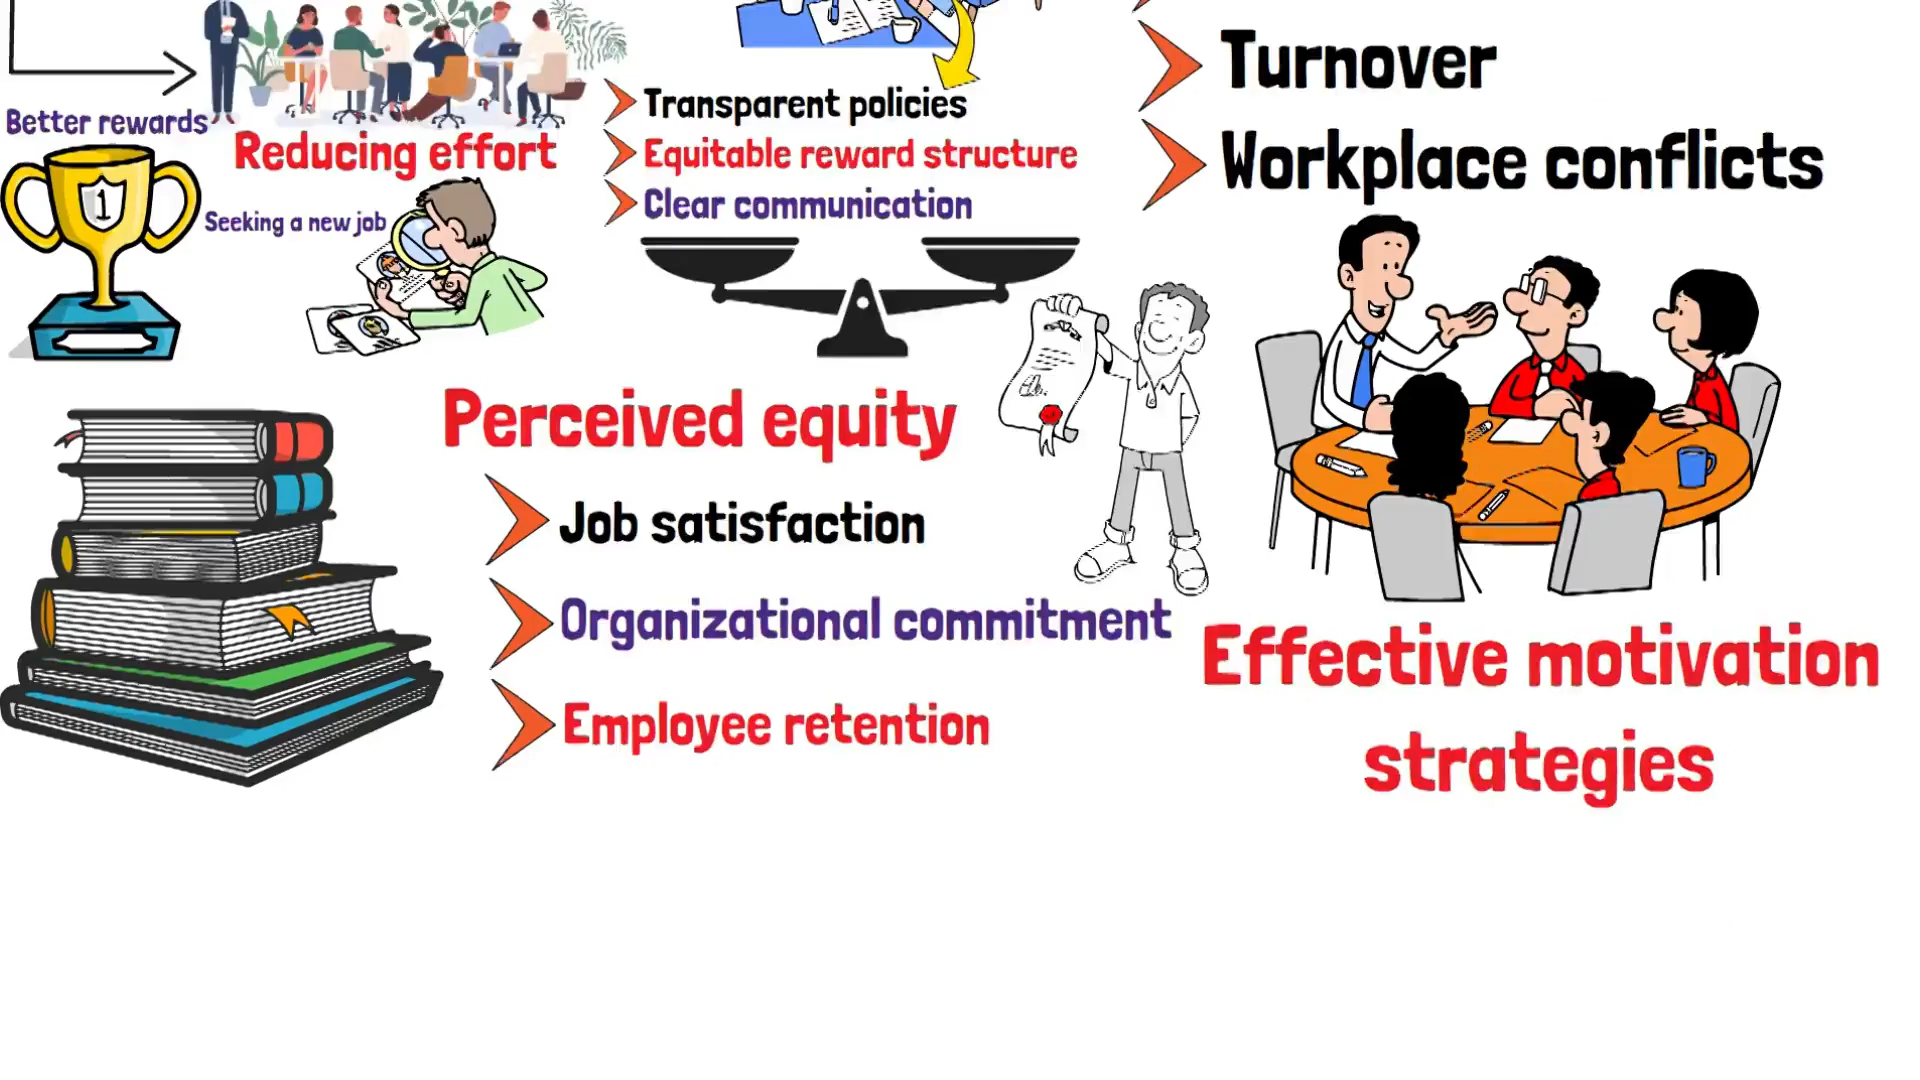 Better rewards
Reducing effort
Seeking a new job
1
Transparent policies
Equitable reward structure
Clear communication
Turnover
Workplace conflicts
Perceived equity
Job satisfaction
Organizational commitment
Employee retention
Effective motivation
strategies